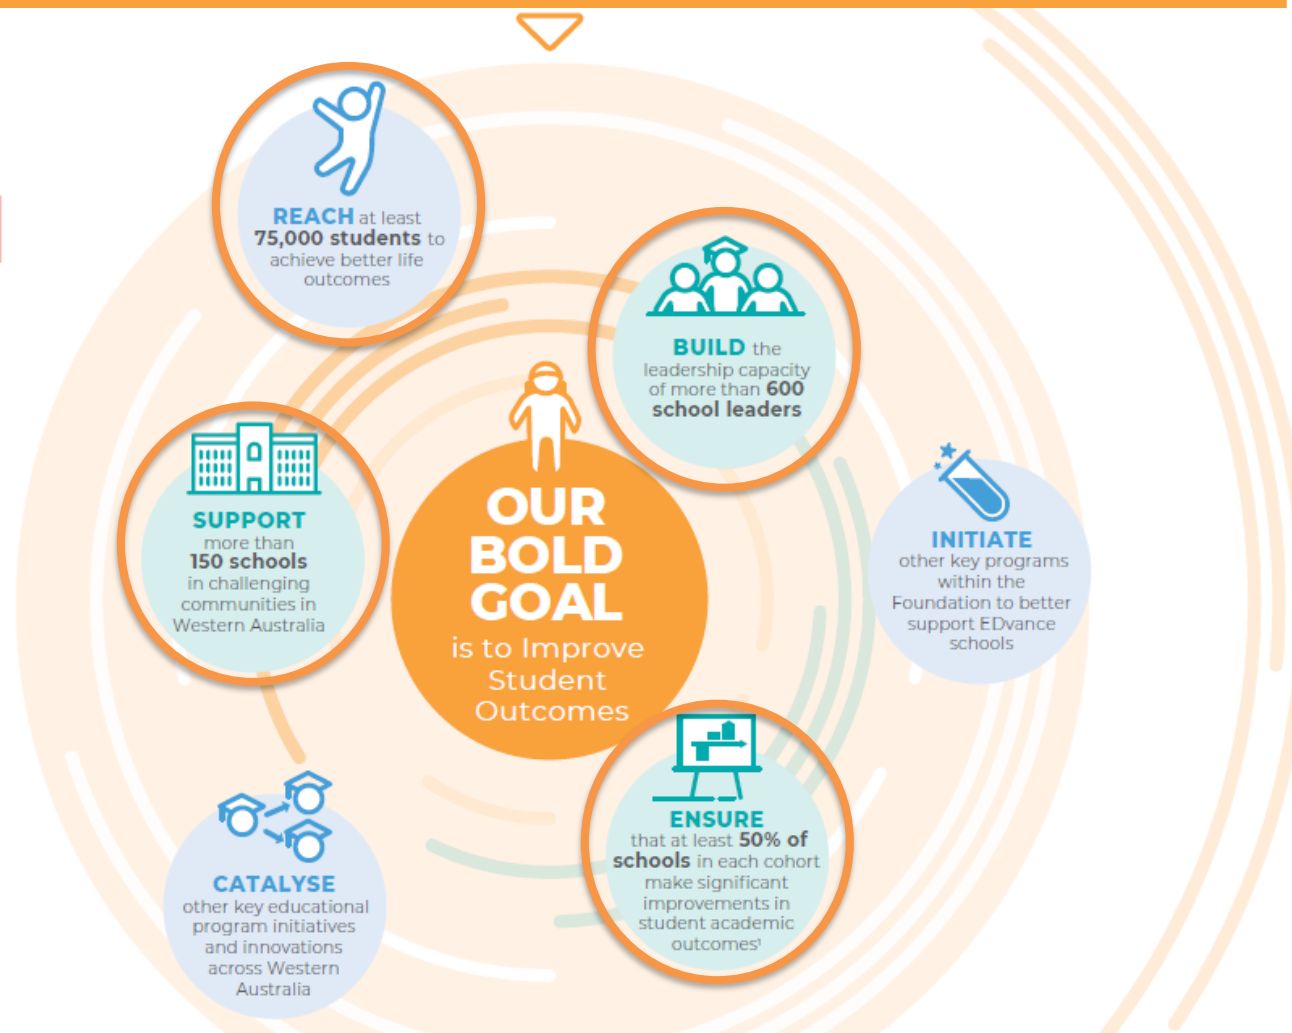 REACH at least
75,000 students to
achieve better life
outcomes
BUILD the
leadership capacity
of more than 600
school leaders
SUPPORT
more than
150 schools
in challenging
communities in
Western Australia
OUR
BOLD
GOAL
is to Improve
Student
Outcomes
INITIATE
other key programs
within the
Foundation to better
support EDvance
schools
CATALYSE
other key educational
program initiatives
and innovations
across Western
Australia
ENSURE
that at least 50% of
schools in each cohort
make significant
improvements in
student academic
outcomes¹